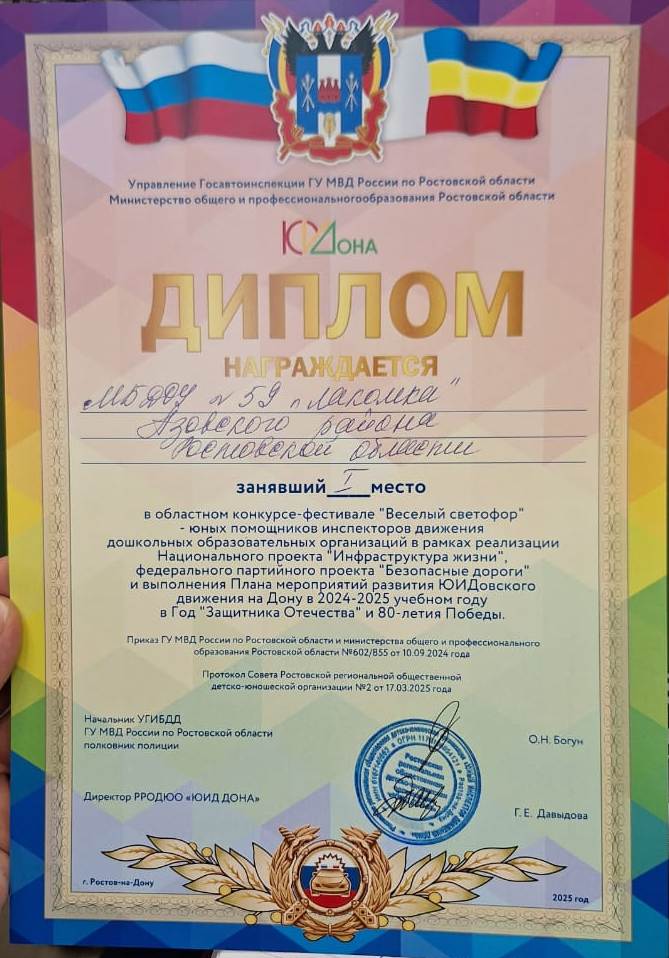 Управление Госавтоинспекции ГУ МВД России по Ростовской области
Министерство общего и профессиональногообразования Ростовской области
ЮИДДОНА
ДИПЛОМ
НАГРАЖДАЕТСЯ
МБДОУ № 59 „Лакомка"
Азовского района
Ростовской области
занявший I место
в областном конкурсе-фестивале "Веселый светофор"
- юных помощников инспекторов движения
дошкольных образовательных организаций в рамках реализации
Национального проекта "Инфраструктура жизни",
федерального партийного проекта "Безопасные дороги"
и выполнения Плана мероприятий развития ЮИДовского
движения на Дону в 2024-2025 учебном году
в Год "Защитника Отечества" и 80-летия Победы.
Приказ ГУ МВД России по Ростовской области и министерства общего и профессионального
образования Ростовской области №602/855 от 10.09.2024 года
Протокол Совета Ростовской региональной общественной
детско-юношеской организации №2 от 17.03.2025 года
Начальник УГИБДД
ГУ МВД России по Ростовской области
полковник полиции
О.Н. Богун
Ростовская
региональная
общественная
Директор РРОДЮО «ЮИД ДОНА»
Г.Е. Давыдова
г. Ростов-на-Дону
2025 год